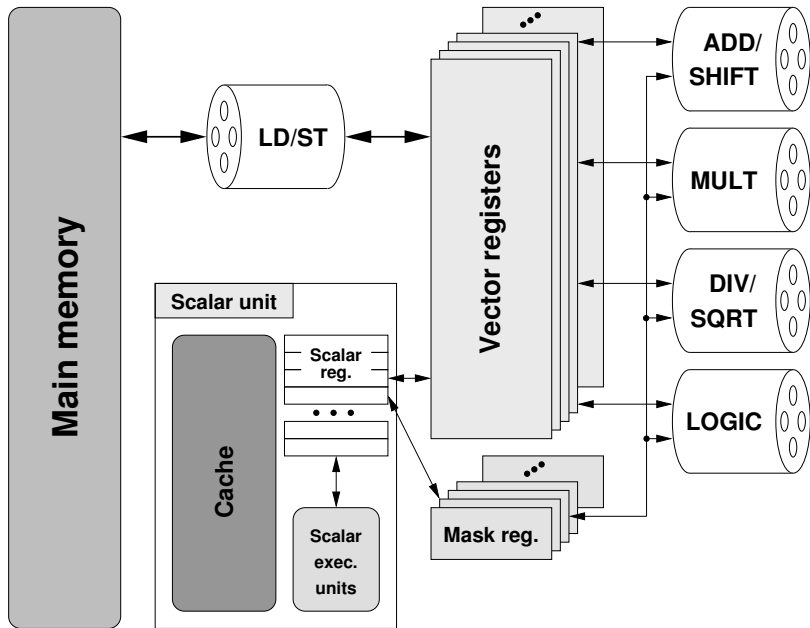 Main memory
LD/ST
Vector registers
ADD/
SHIFT
MULT
DIV/
SQRT
LOGIC
Scalar unit
Cache
Scalar
reg.
Scalar
exec.
units
Mask reg.